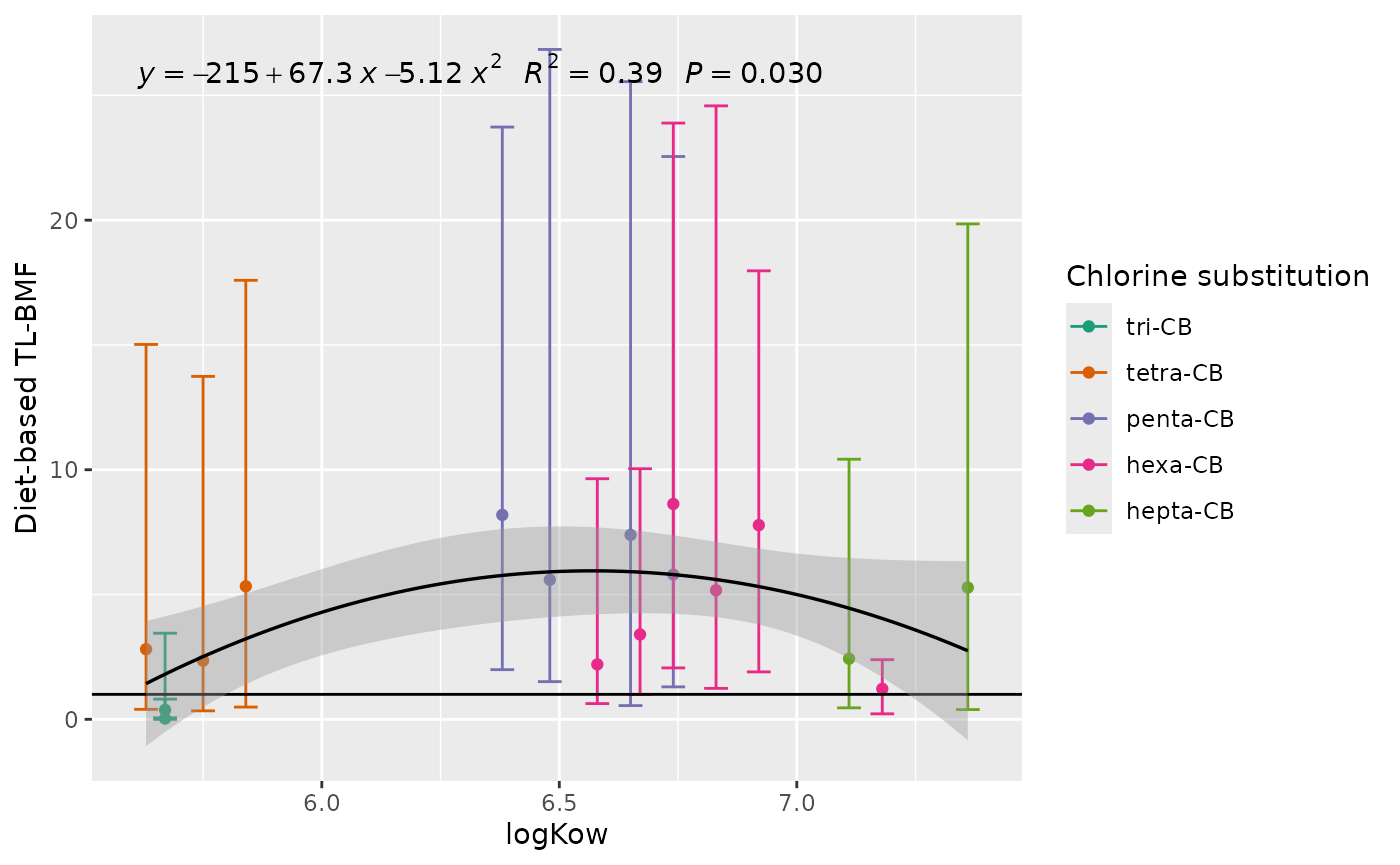 y = −215 + 67.3 x −5.12 x² R² = 0.39 P = 0.030
Diet-based TL-BMF
20
10
0
6.0 6.5 7.0
logKow
Chlorine substitution
tri-CB
tetra-CB
penta-CB
hexa-CB
hepta-CB